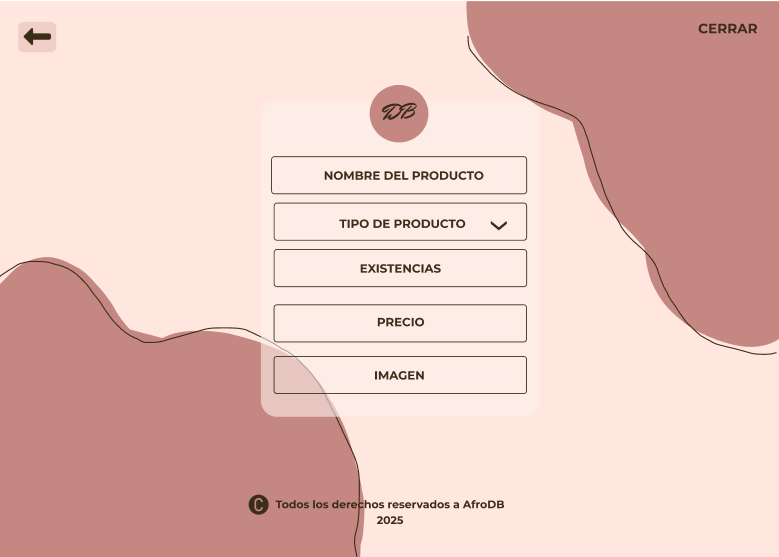 CERRAR
DB
NOMBRE DEL PRODUCTO
TIPO DE PRODUCTO
EXISTENCIAS
PRECIO
IMAGEN
C Todos los derechos reservados a AfroDB
2025